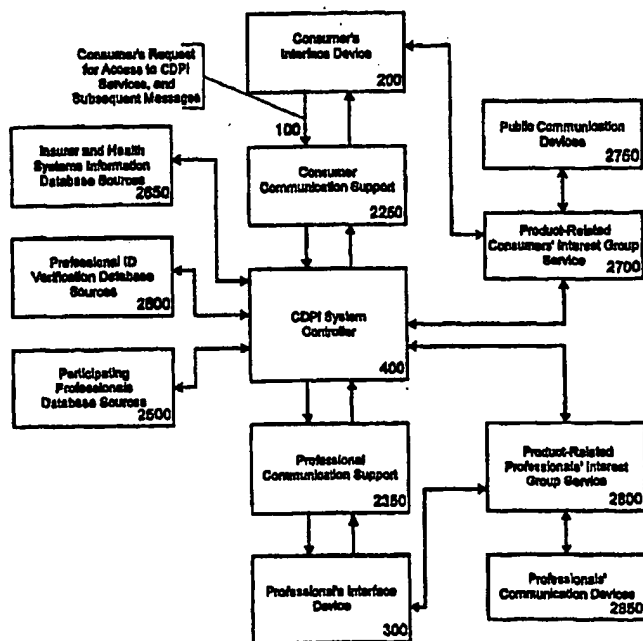 Consumer's
Interface Device
200
Consumer's Request
for Access to CDPI
Services, and
Subsequent Messages
100
Public Communication
Devices
2750
Insurer and Health
Systems Information
Database Sources
2650
Consumer
Communication Support
2250
Product-Related
Consumers' Interest Group
Service
2700
Professional ID
Verification Database
Sources
2600
CDPI System
Controller
400
Participating
Professionals
Database Sources
2500
Professional
Communication Support
2350
Product-Related
Professionals' Interest
Group Service
2800
Professional's Interface
Device
300
Professionals'
Communication Devices
2850